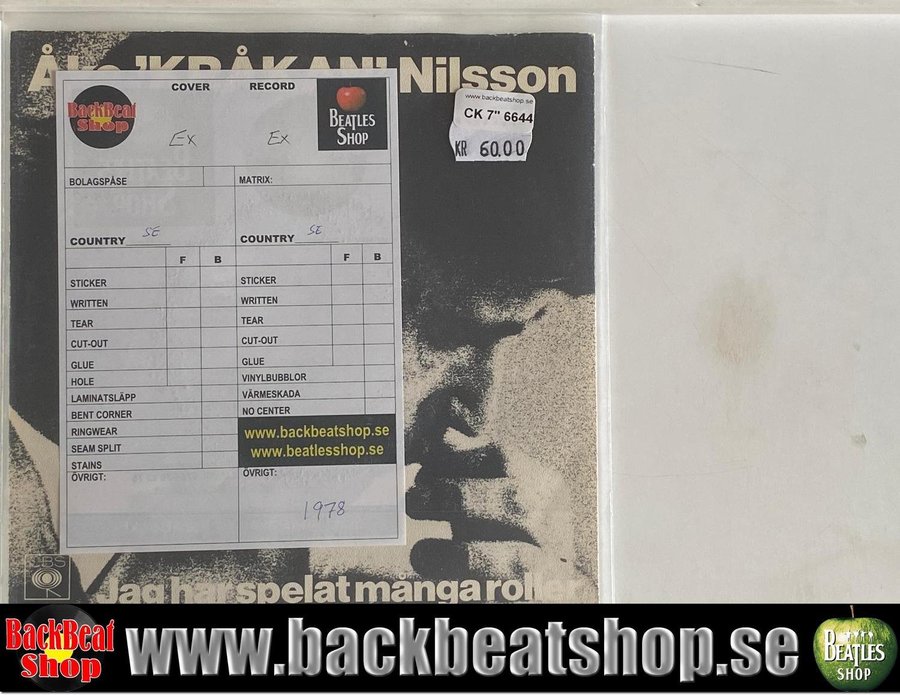 Åke 'KRÅKAN' Nilsson
BackBeat
Shop
COVER RECORD
BEATLES
SHOP
Ex Ex
www.backbeatshop.se
CK 7" 6644
KR 60.00
BOLAGSPÅSE MATRIX:
COUNTRY SE COUNTRY SE
F B F B
STICKER STICKER
WRITTEN WRITTEN
TEAR TEAR
CUT-OUT CUT-OUT
GLUE GLUE
HOLE VINYLBUBBLOR
LAMINATSLÄPP VÄRMESKADA
BENT CORNER NO CENTER
RINGWEAR www.backbeatshop.se
SEAM SPLIT www.beatlesshop.se
STAINS
ÖVRIGT: ÖVRIGT:
1978
CBS
Jag har spelat många roller
BackBeat
Shop
www.backbeatshop.se
BEATLES
SHOP